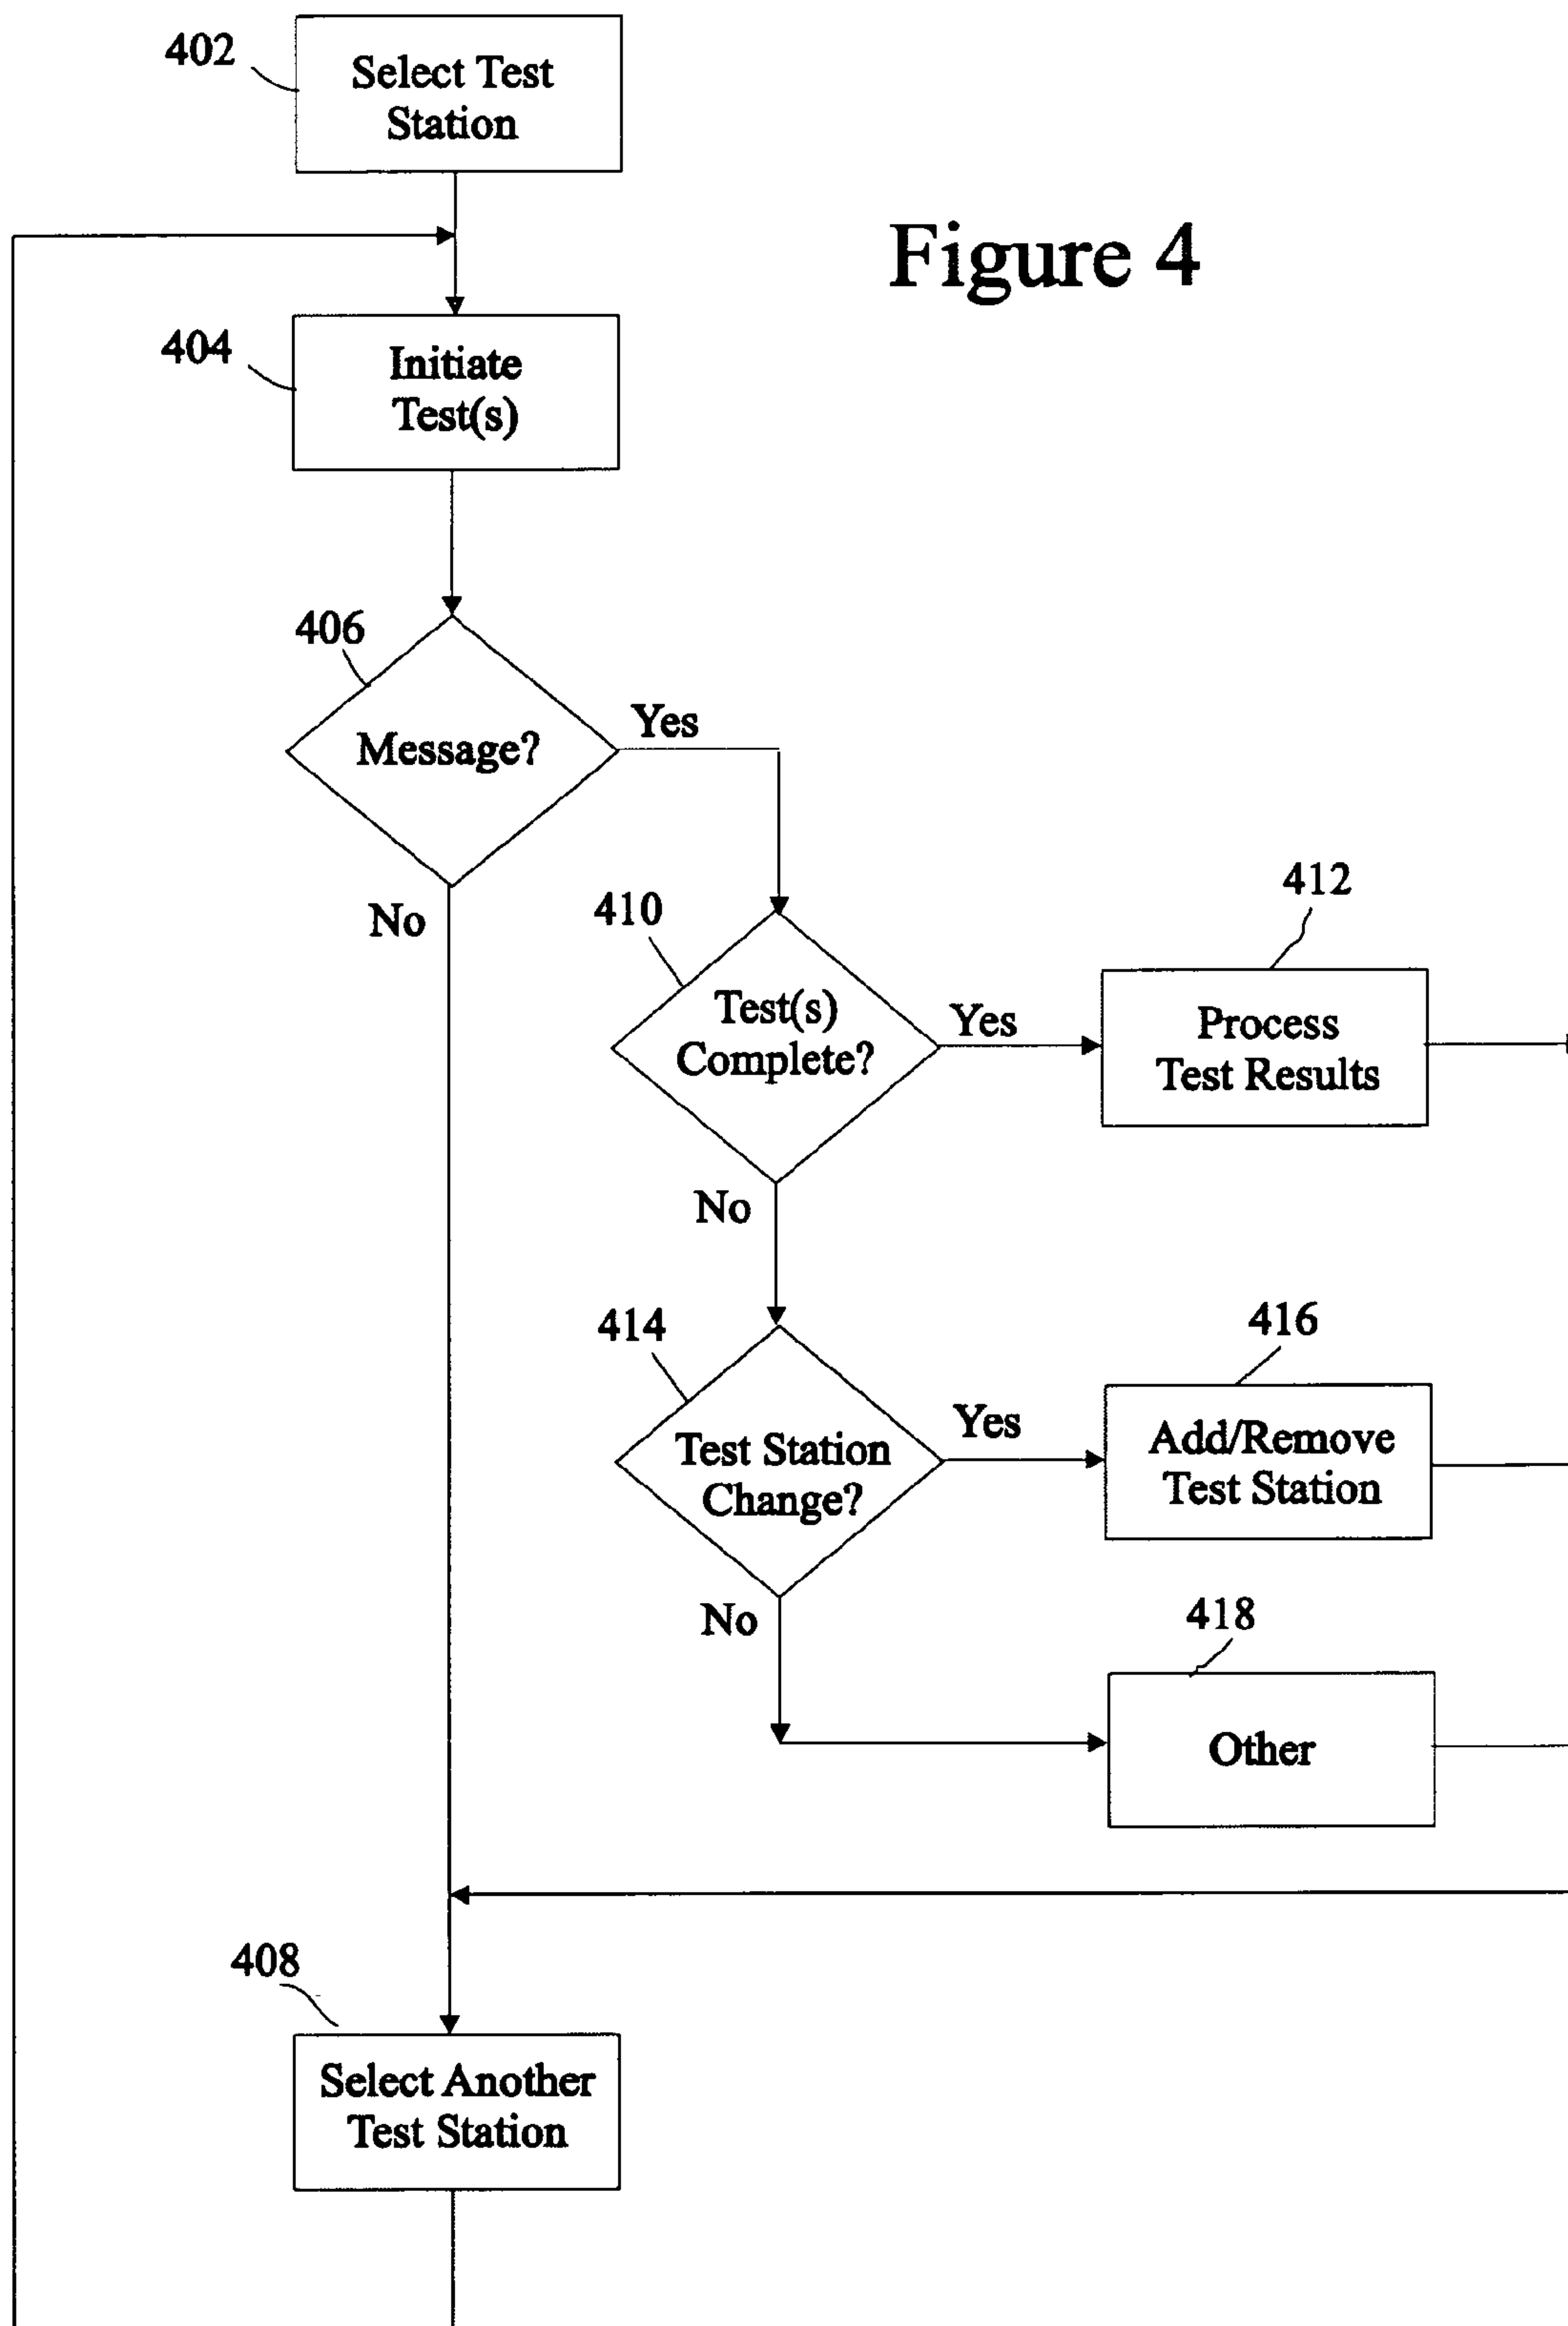 402
Select Test
Station
Figure 4
404
Initiate
Test(s)
406
Message?
Yes
No
410
Test(s)
Complete?
Yes
412
Process
Test Results
No
414
Test Station
Change?
Yes
416
Add/Remove
Test Station
No
418
Other
408
Select Another
Test Station